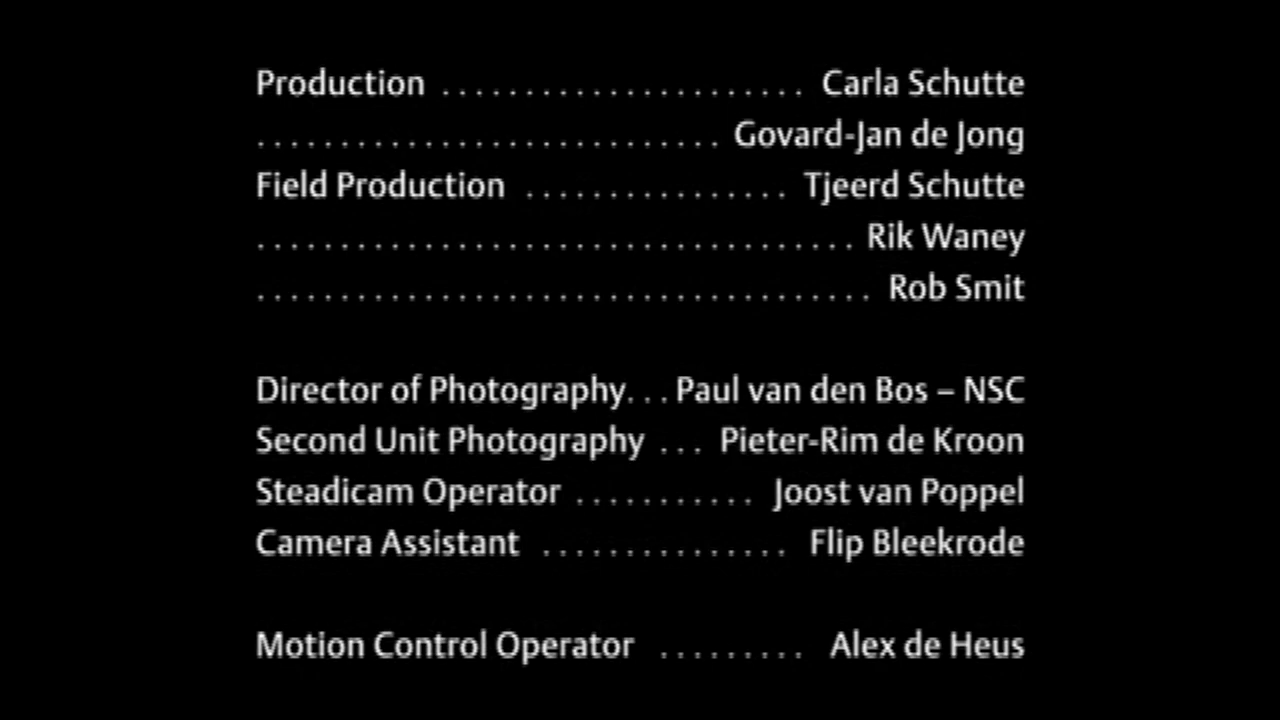 Production ...................... Carla Schutte
............................ Govard-Jan de Jong
Field Production ................ Tjeerd Schutte
.................................... Rik Waney
..................................... Rob Smit
Director of Photography. . . Paul van den Bos – NSC
Second Unit Photography ... Pieter-Rim de Kroon
Steadicam Operator ........... Joost van Poppel
Camera Assistant ............... Flip Bleekrode
Motion Control Operator ......... Alex de Heus